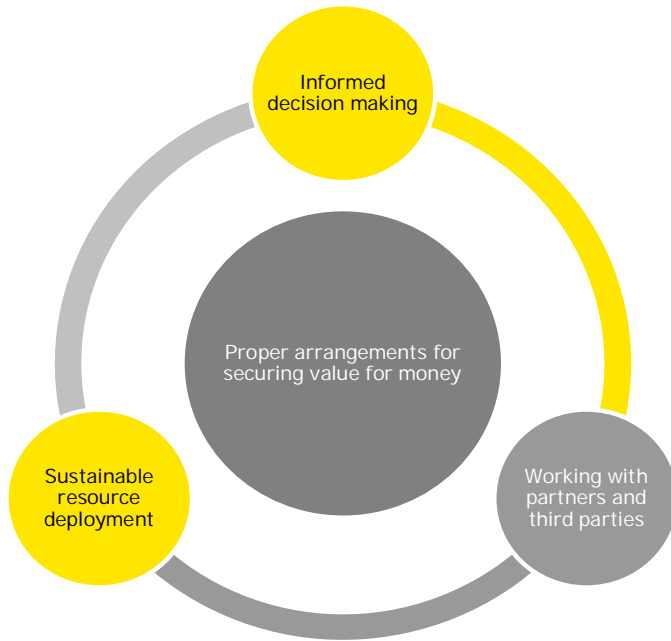 Informed
decision making
Proper arrangements for
securing value for money
Sustainable
resource
deployment
Working with
partners and
third parties